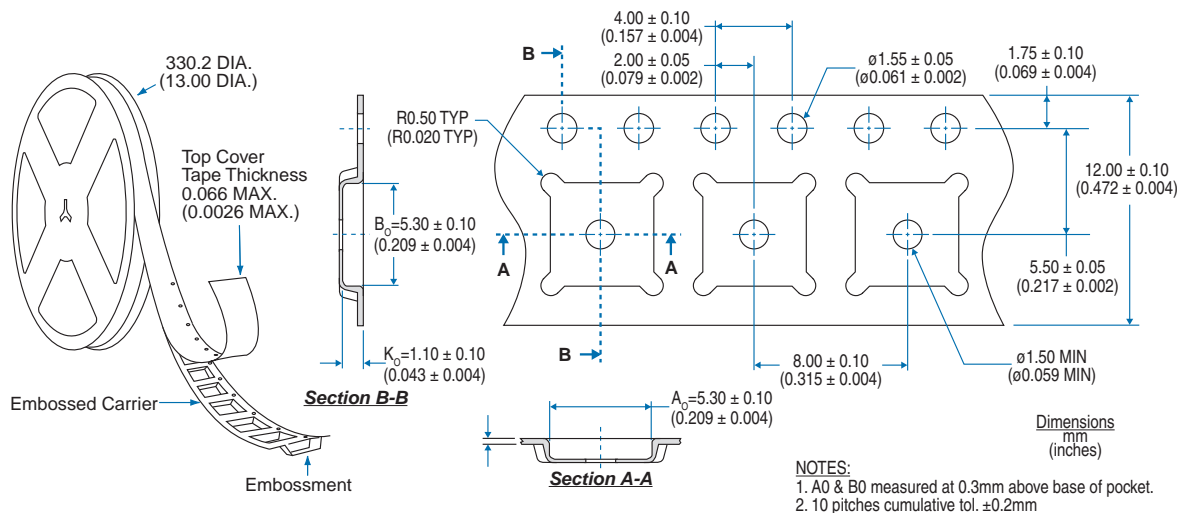 330.2 DIA.
(13.00 DIA.)
Top Cover
Tape Thickness
0.066 MAX.
(0.0026 MAX.)
Embossed Carrier
Embossment
B₀=5.30 ± 0.10
(0.209 ± 0.004)
K₀=1.10 ± 0.10
(0.043 ± 0.004)
Section B-B
4.00 ± 0.10
(0.157 ± 0.004)
B
2.00 ± 0.05
(0.079 ± 0.002)
ø1.55 ± 0.05
(ø0.061 ± 0.002)
1.75 ± 0.10
(0.069 ± 0.004)
R0.50 TYP
(R0.020 TYP)
12.00 ± 0.10
(0.472 ± 0.004)
A
A
5.50 ± 0.05
(0.217 ± 0.002)
B
8.00 ± 0.10
(0.315 ± 0.004)
ø1.50 MIN
(ø0.059 MIN)
A₀=5.30 ± 0.10
(0.209 ± 0.004)
Section A-A
Dimensions
mm
(inches)
NOTES:
1. A0 & B0 measured at 0.3mm above base of pocket.
2. 10 pitches cumulative tol. ±0.2mm